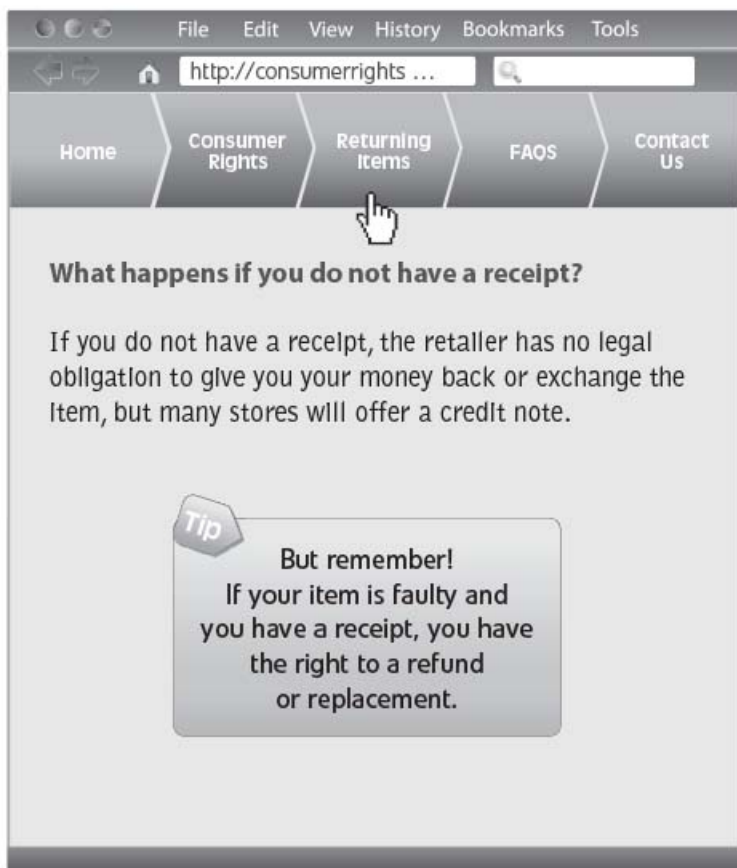 File Edit View History Bookmarks Tools
http://consumerrights ...
Home
Consumer
Rights
Returning
Items
FAQS
Contact
Us
What happens if you do not have a receipt?
If you do not have a receipt, the retailer has no legal
obligation to give you your money back or exchange the
item, but many stores will offer a credit note.
Tip
But remember!
If your item is faulty and
you have a receipt, you have
the right to a refund
or replacement.